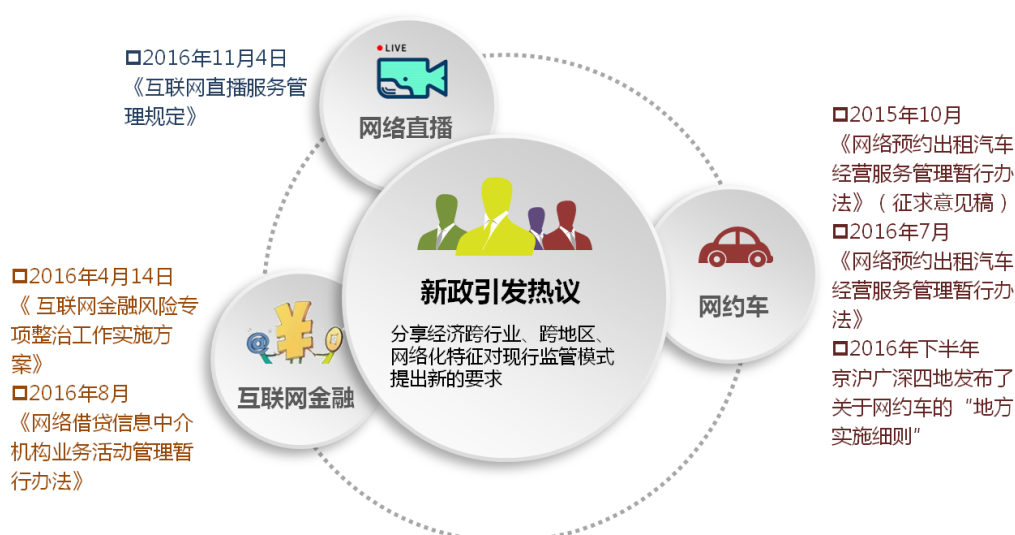 LIVE
网络直播
2016年11月4日
《互联网直播服务管
理规定》
2015年10月
《网络预约出租汽车
经营服务管理暂行办
法》（征求意见稿）
2016年7月
《网络预约出租汽车
经营服务管理暂行办
法》
2016年下半年
京沪广深四地发布了
关于网约车的“地方
实施细则”
网约车
新政引发热议
分享经济跨行业、跨地区、
网络化特征对现行监管模式
提出新的要求
2016年4月14日
《 互联网金融风险专
项整治工作实施方
案》
2016年8月
《网络借贷信息中介
机构业务活动管理暂
行办法》
@
¥
互联网金融